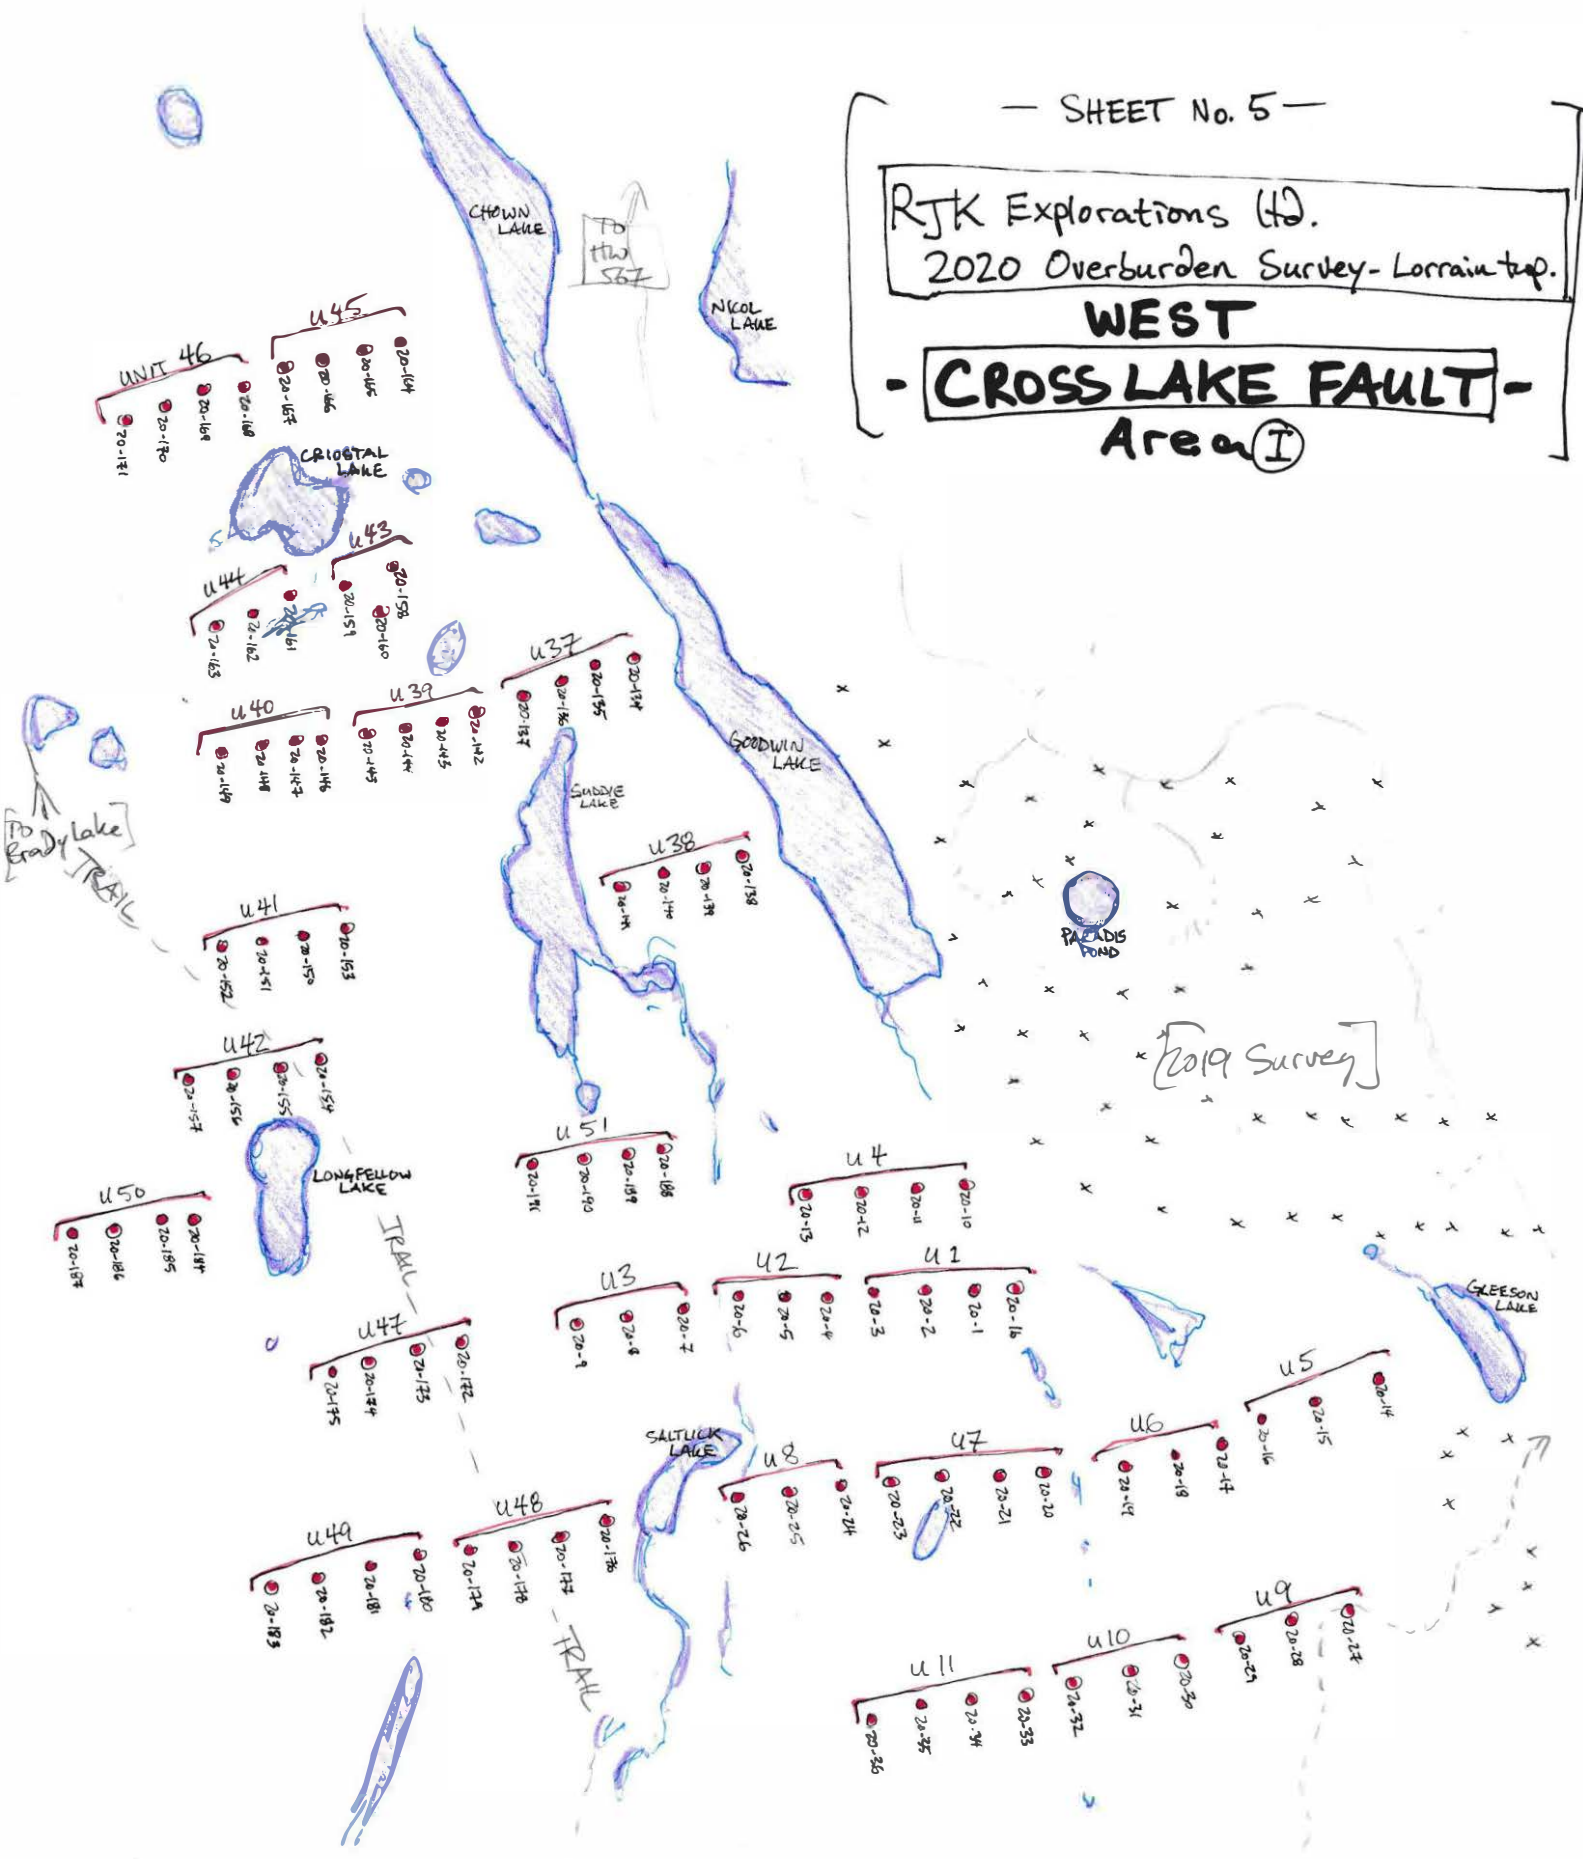 — SHEET No. 5 —
RJK Explorations Ltd.
2020 Overburden Survey - Lorrain twp.
WEST
- CROSS LAKE FAULT -
Area I
CHOWN
LAKE
TO
HW
567
NICOL
LAKE
UNIT 46
20-171
20-170
20-169
20-168
U45
20-167
20-166
20-165
20-164
CRIOSTAL
LAKE
U44
20-163
20-162
20-161
U43
20-159
20-160
20-158
U37
20-137
20-136
20-135
20-134
U40
20-149
20-148
20-147
20-146
U39
20-145
20-144
20-143
20-142
GOODWIN
LAKE
SUDDIE
LAKE
[To
Brady Lake]
TRAIL
U38
20-141
20-140
20-139
20-138
U41
20-152
20-151
20-150
20-153
PARADIS
POND
[2019 Survey]
U42
20-157
20-156
20-155
20-154
LONGFELLOW
LAKE
U51
20-191
20-190
20-189
20-188
U4
20-13
20-12
20-11
20-10
U50
20-187
20-186
20-185
20-184
TRAIL
U3
20-9
20-8
20-7
U2
20-6
20-5
20-4
U1
20-3
20-2
20-1
GLEESON
LAKE
U47
20-175
20-174
20-173
20-172
U5
20-16
20-15
20-14
SALTLICK
LAKE
U8
20-26
20-25
20-24
U7
20-23
20-22
20-21
20-20
U6
20-19
20-18
20-17
U49
20-183
20-182
20-181
20-180
U48
20-179
20-178
20-177
20-176
TRAIL
U11
20-36
20-35
20-34
20-33
U10
20-32
20-31
20-30
U9
20-29
20-28
20-27